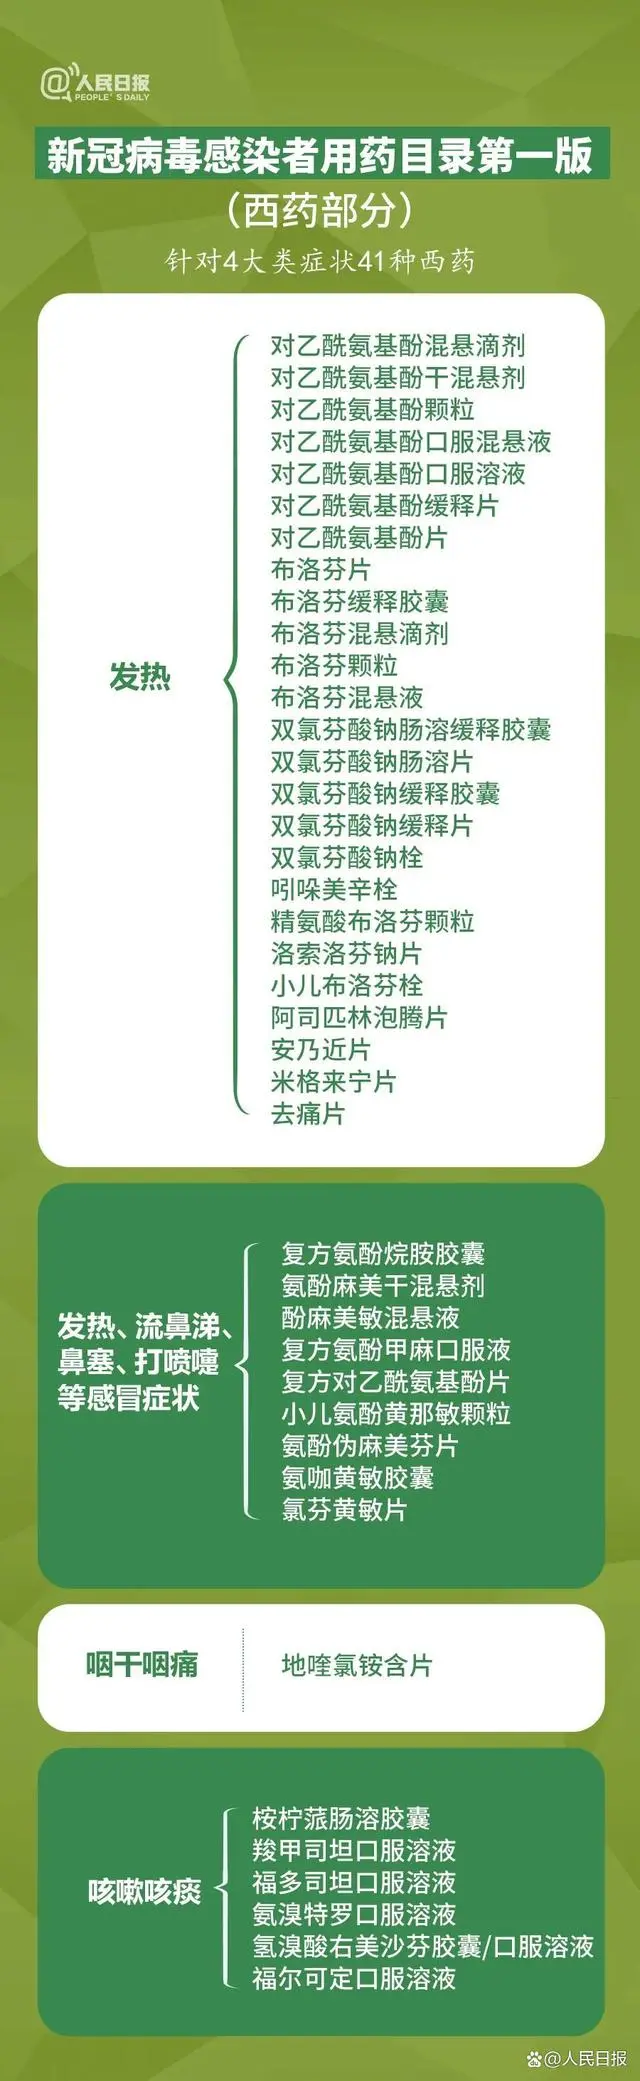 @人民日报
PEOPLE'S DAILY
新冠病毒感染者用药目录第一版
（西药部分）
针对4大类症状41种西药
发热
对乙酰氨基酚混悬滴剂
对乙酰氨基酚干混悬剂
对乙酰氨基酚颗粒
对乙酰氨基酚口服混悬液
对乙酰氨基酚口服溶液
对乙酰氨基酚缓释片
对乙酰氨基酚片
布洛芬片
布洛芬缓释胶囊
布洛芬混悬滴剂
布洛芬颗粒
布洛芬混悬液
双氯芬酸钠肠溶缓释胶囊
双氯芬酸钠肠溶片
双氯芬酸钠缓释胶囊
双氯芬酸钠缓释片
双氯芬酸钠栓
吲哚美辛栓
精氨酸布洛芬颗粒
洛索洛芬钠片
小儿布洛芬栓
阿司匹林泡腾片
安乃近片
米格来宁片
去痛片
发热、流鼻涕、
鼻塞、打喷嚏
等感冒症状
复方氨酚烷胺胶囊
氨酚麻美干混悬剂
酚麻美敏混悬液
复方氨酚甲麻口服液
复方对乙酰氨基酚片
小儿氨酚黄那敏颗粒
氨酚伪麻美芬片
氨咖黄敏胶囊
氯芬黄敏片
咽干咽痛
地喹氯铵含片
咳嗽咳痰
桉柠蒎肠溶胶囊
羧甲司坦口服溶液
福多司坦口服溶液
氨溴特罗口服溶液
氢溴酸右美沙芬胶囊/口服溶液
福尔可定口服溶液
@人民日报